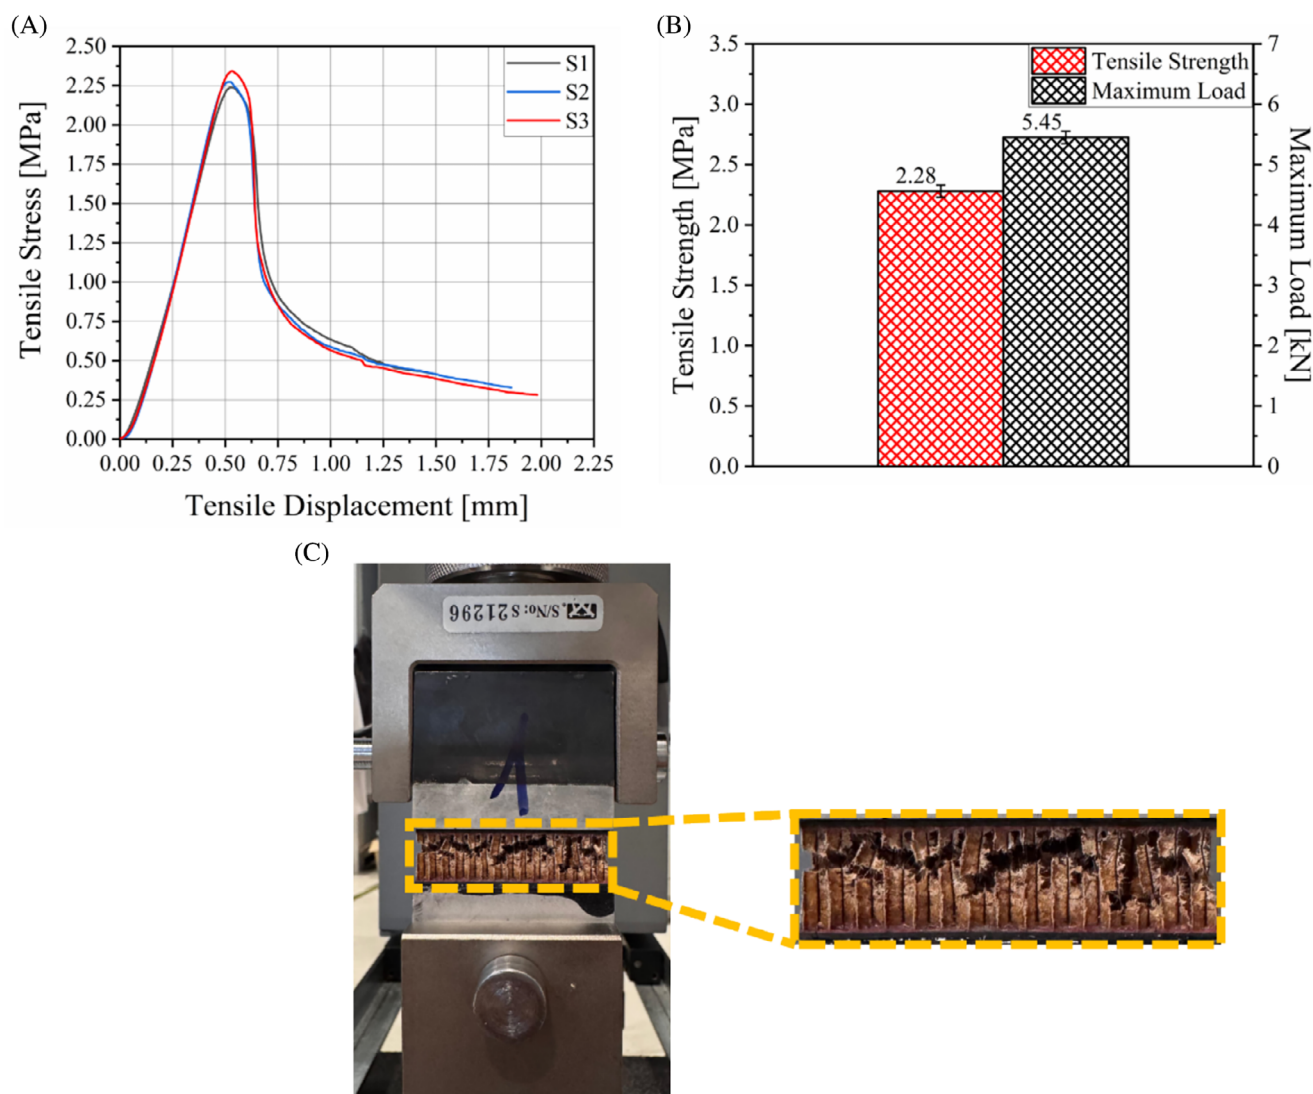 (A)
2.50
2.25
2.00
1.75
1.50
1.25
1.00
0.75
0.50
0.25
0.00
Tensile Stress [MPa]
S1
S2
S3
0.00 0.25 0.50 0.75 1.00 1.25 1.50 1.75 2.00 2.25
Tensile Displacement [mm]
(B)
3.5
3.0
2.5
2.0
1.5
1.0
0.5
0.0
Tensile Strength [MPa]
Tensile Strength
Maximum Load
2.28
5.45
7
6
5
4
3
2
1
0
Maximum Load [kN]
(C)
S/No: S 21296
1